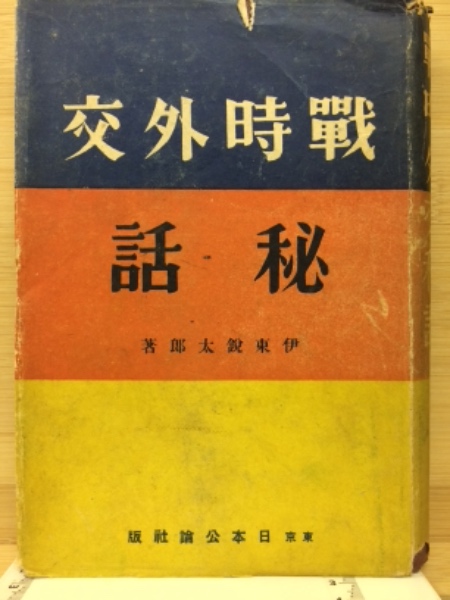 戰時外交
秘話
伊東銳太郎著
東京 日本公論社版